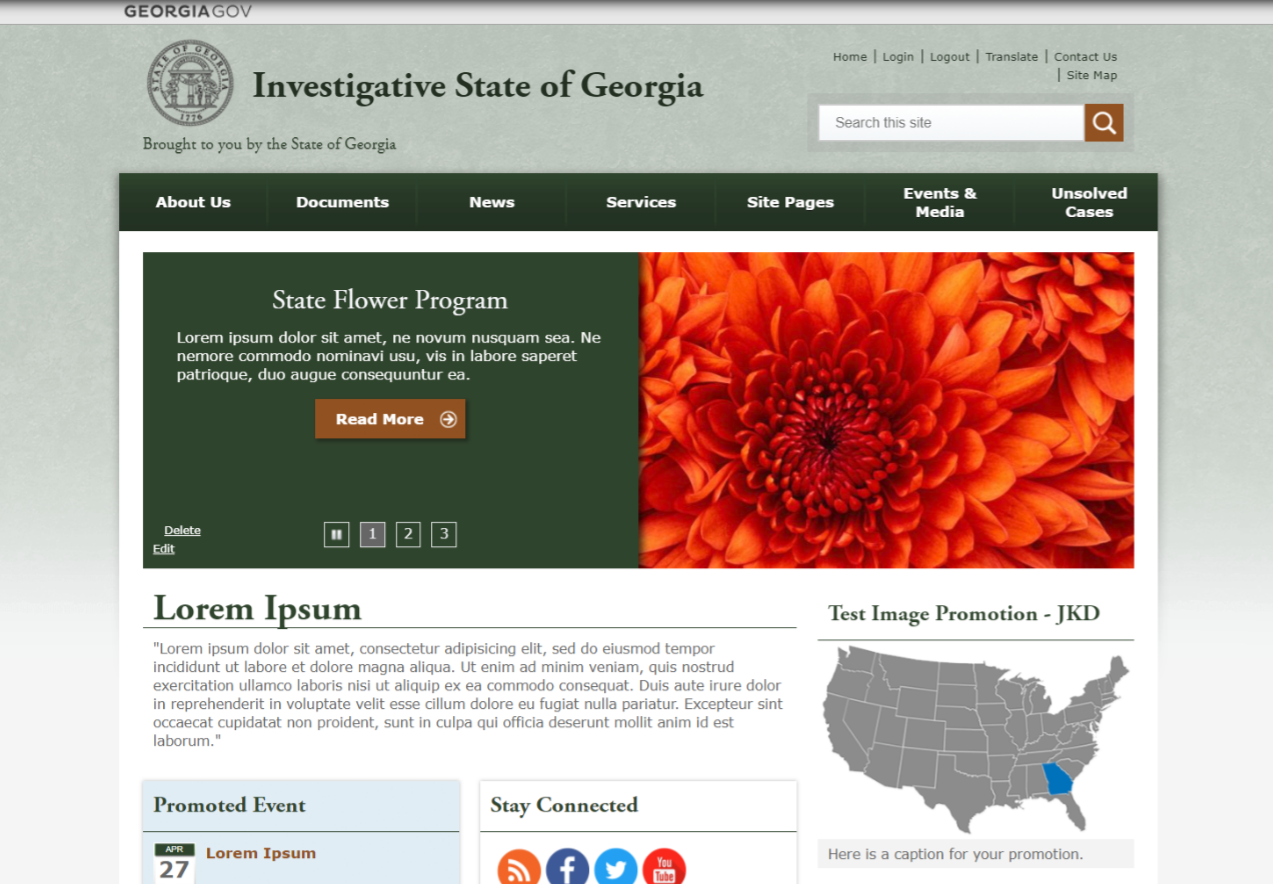 GEORGIAGOV
STATE OF GEORGIA
1776
Investigative State of Georgia
Brought to you by the State of Georgia
Home | Login | Logout | Translate | Contact Us
| Site Map
Search this site
About Us
Documents
News
Services
Site Pages
Events &
Media
Unsolved
Cases
State Flower Program
Lorem ipsum dolor sit amet, ne novum nusquam sea. Ne
nemore commodo nominavi usu, vis in labore saperet
patrioque, duo augue consequuntur ea.
Read More
Delete
Edit
1 2 3
Lorem Ipsum
"Lorem ipsum dolor sit amet, consectetur adipisicing elit, sed do eiusmod tempor
incididunt ut labore et dolore magna aliqua. Ut enim ad minim veniam, quis nostrud
exercitation ullamco laboris nisi ut aliquip ex ea commodo consequat. Duis aute irure dolor
in reprehenderit in voluptate velit esse cillum dolore eu fugiat nulla pariatur. Excepteur sint
occaecat cupidatat non proident, sunt in culpa qui officia deserunt mollit anim id est
laborum."
Test Image Promotion - JKD
Here is a caption for your promotion.
Promoted Event
APR
27
Lorem Ipsum
Stay Connected
You
Tube